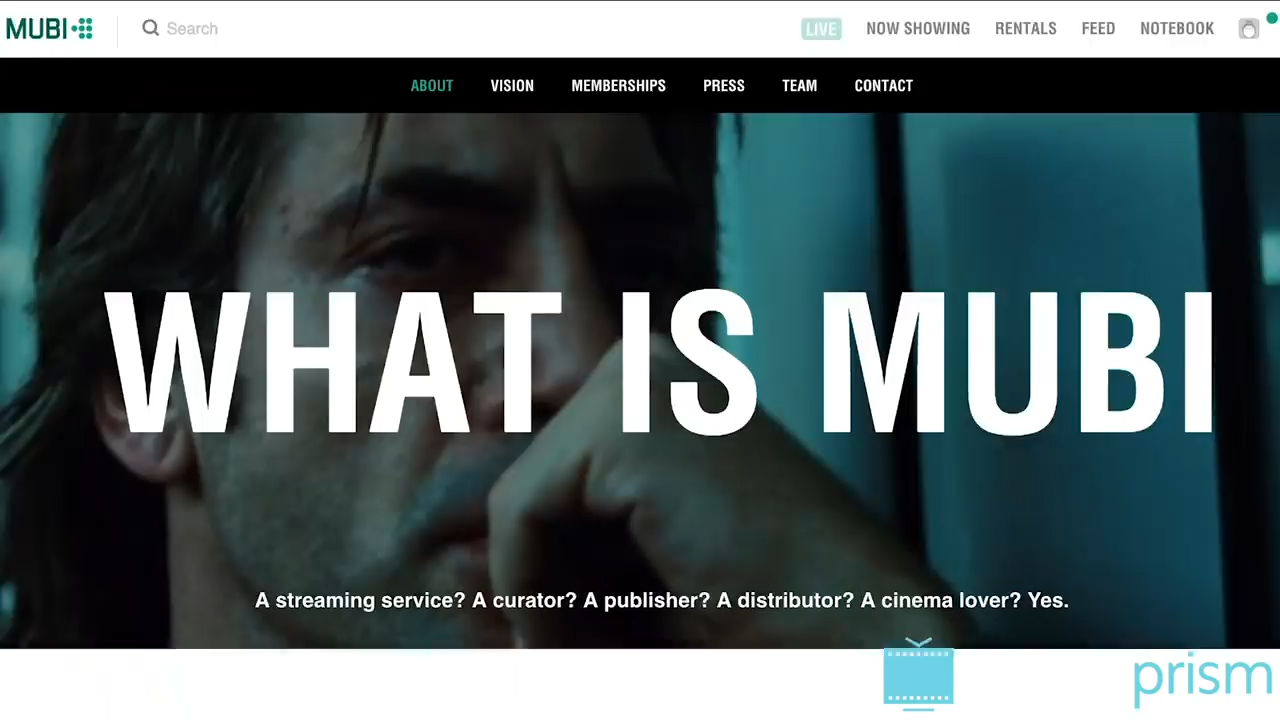 MUBI
Search
LIVE NOW SHOWING RENTALS FEED NOTEBOOK
ABOUT VISION MEMBERSHIPS PRESS TEAM CONTACT
WHAT IS MUBI
A streaming service? A curator? A publisher? A distributor? A cinema lover? Yes.
prism